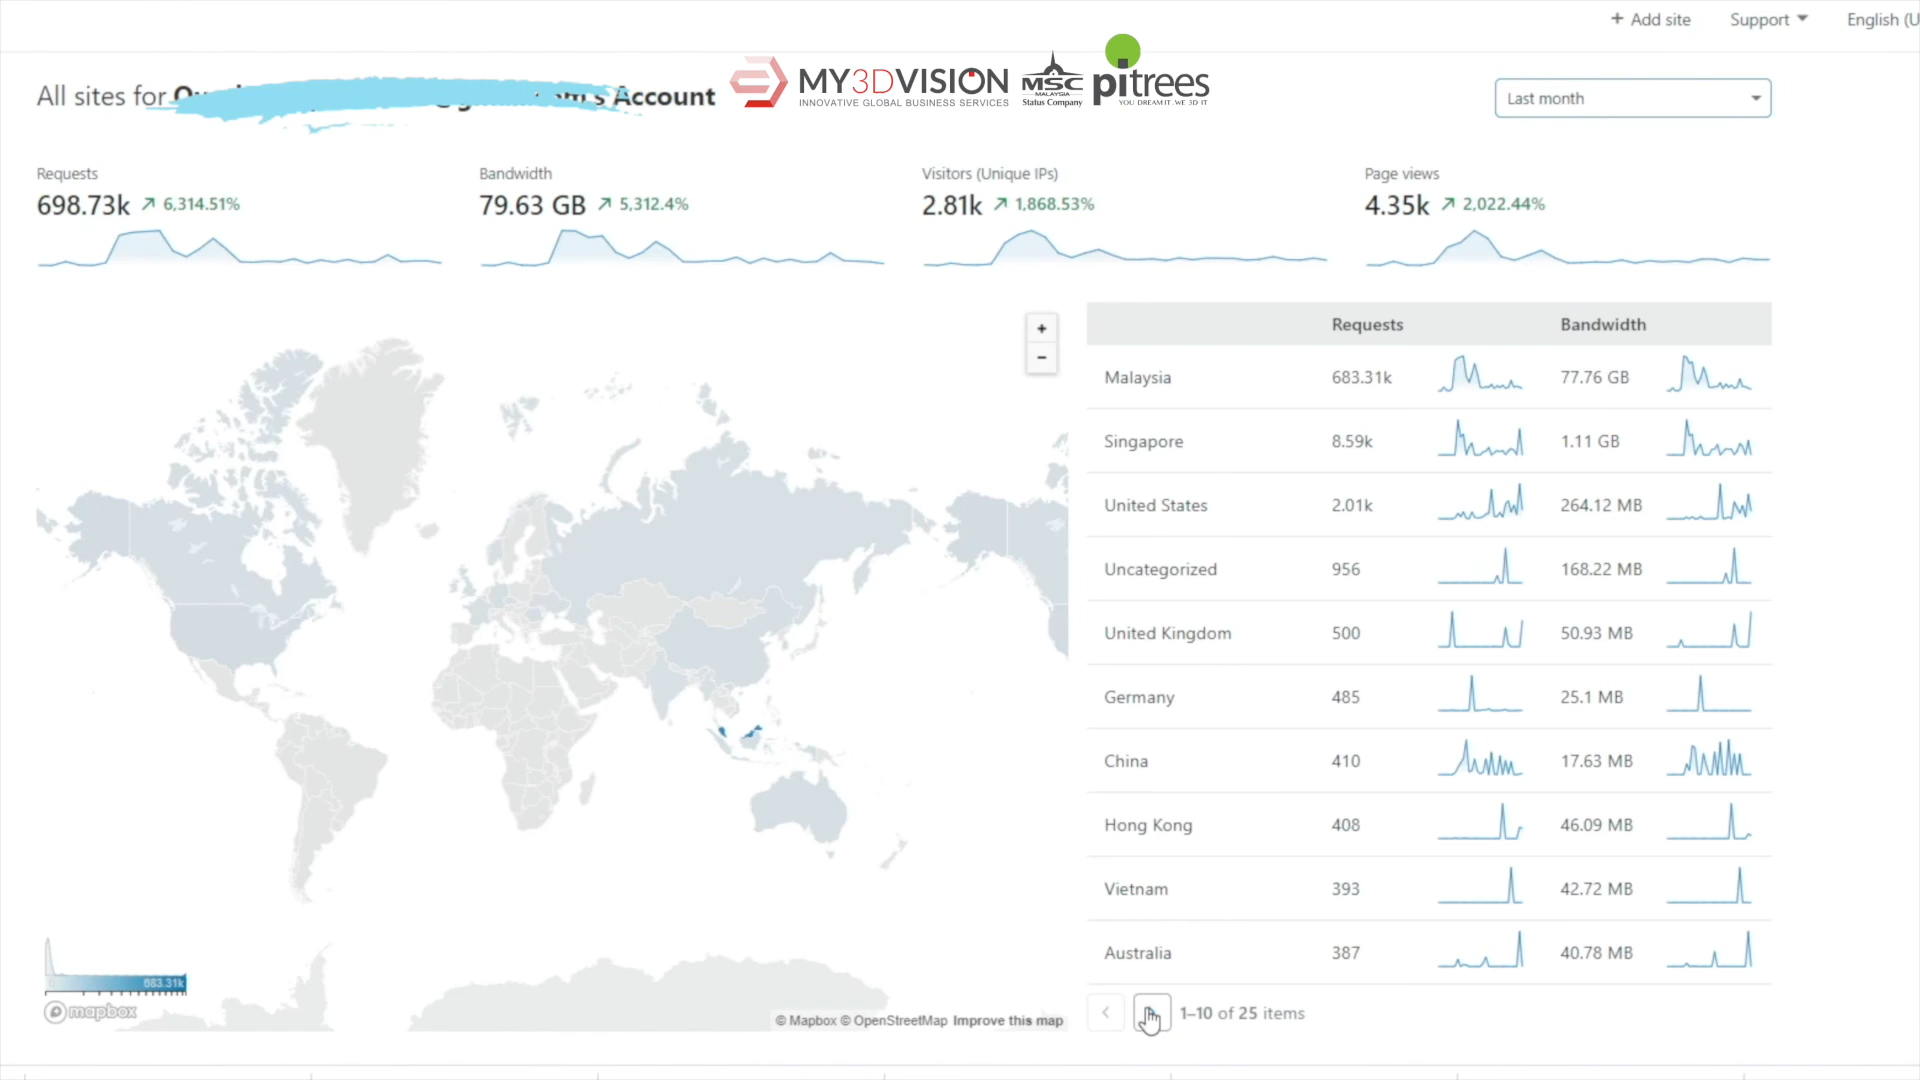 + Add site Support English (U
MY3DVISION
INNOVATIVE GLOBAL BUSINESS SERVICES
MSC
MALAYSIA
Status Company
pitrees
YOU DREAM IT .WE 3D IT
All sites for Account
Last month
Requests Bandwidth Visitors (Unique IPs) Page views
698.73k 6,314.51% 79.63 GB 5,312.4% 2.81k 1,868.53% 4.35k 2,022.44%
+
−
Requests Bandwidth
Malaysia 683.31k 77.76 GB
Singapore 8.59k 1.11 GB
United States 2.01k 264.12 MB
Uncategorized 956 168.22 MB
United Kingdom 500 50.93 MB
Germany 485 25.1 MB
China 410 17.63 MB
Hong Kong 408 46.09 MB
Vietnam 393 42.72 MB
Australia 387 40.78 MB
0 683.31k
mapbox
© Mapbox © OpenStreetMap Improve this map
1–10 of 25 items